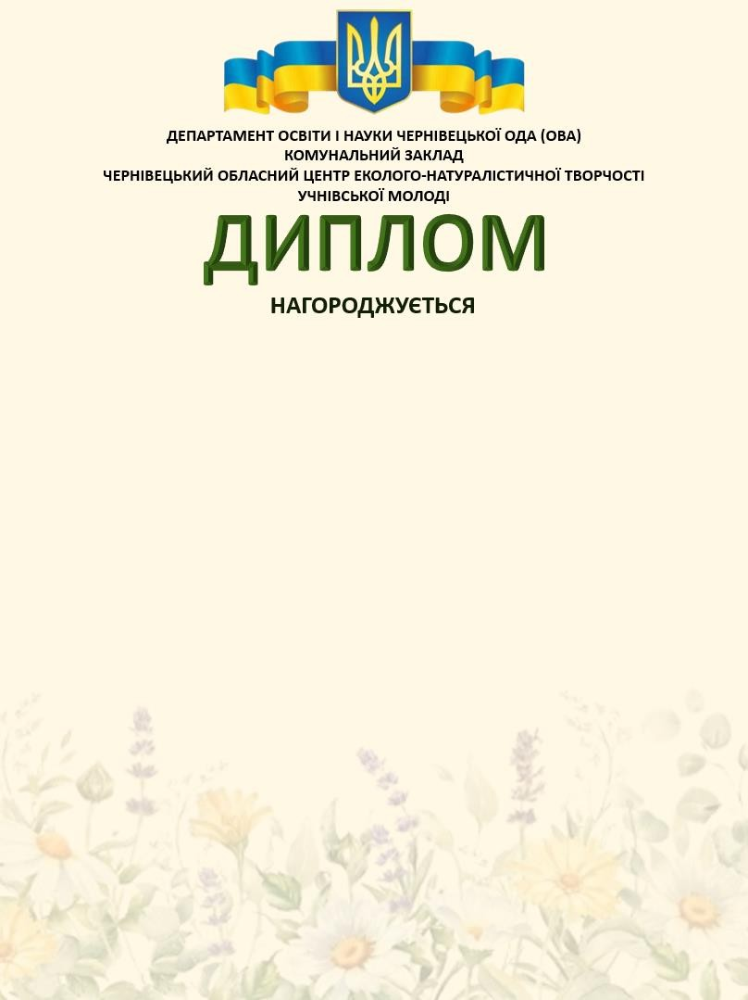 ДЕПАРТАМЕНТ ОСВІТИ І НАУКИ ЧЕРНІВЕЦЬКОЇ ОДА (ОВА)
КОМУНАЛЬНИЙ ЗАКЛАД
ЧЕРНІВЕЦЬКИЙ ОБЛАСНИЙ ЦЕНТР ЕКОЛОГО-НАТУРАЛІСТИЧНОЇ ТВОРЧОСТІ
УЧНІВСЬКОЇ МОЛОДІ
ДИПЛОМ
НАГОРОДЖУЄТЬСЯ